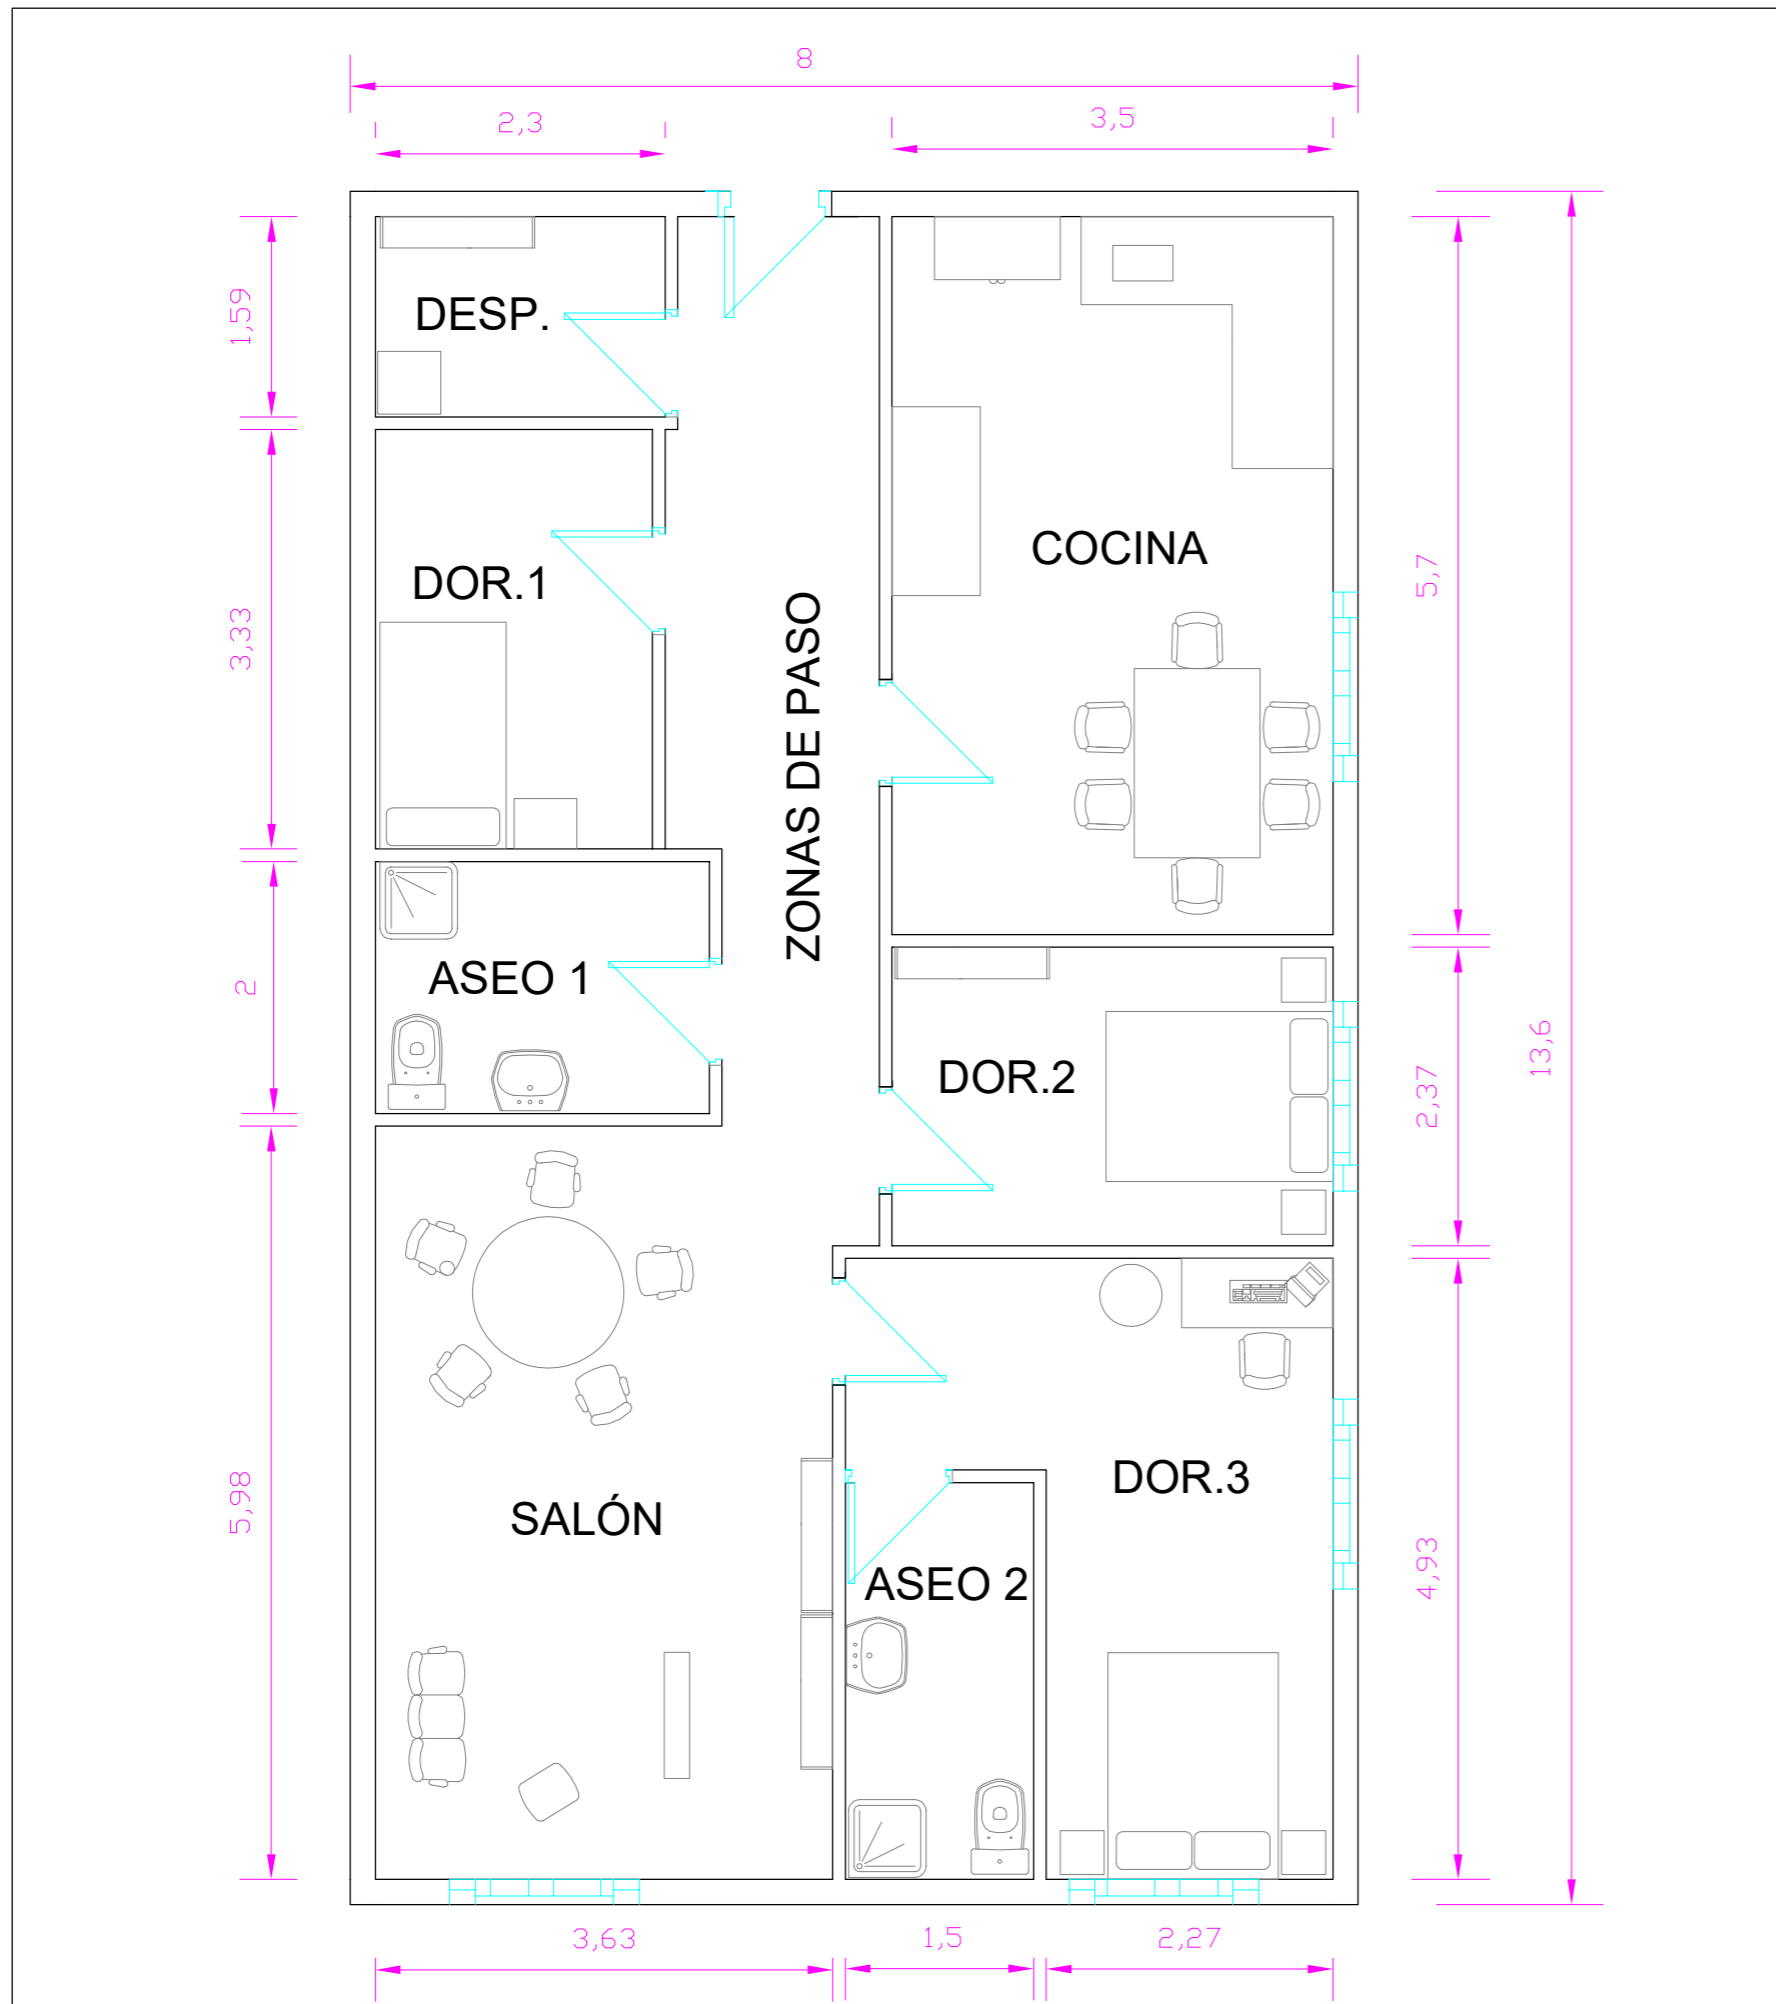 8
2,3
3,5
1,59
DESP.
COCINA
5,7
DOR.1
3,33
ZONAS DE PASO
ASEO 1
2
DOR.2
2,37
13,6
SALÓN
5,98
DOR.3
4,93
ASEO 2
3,63
1,5
2,27